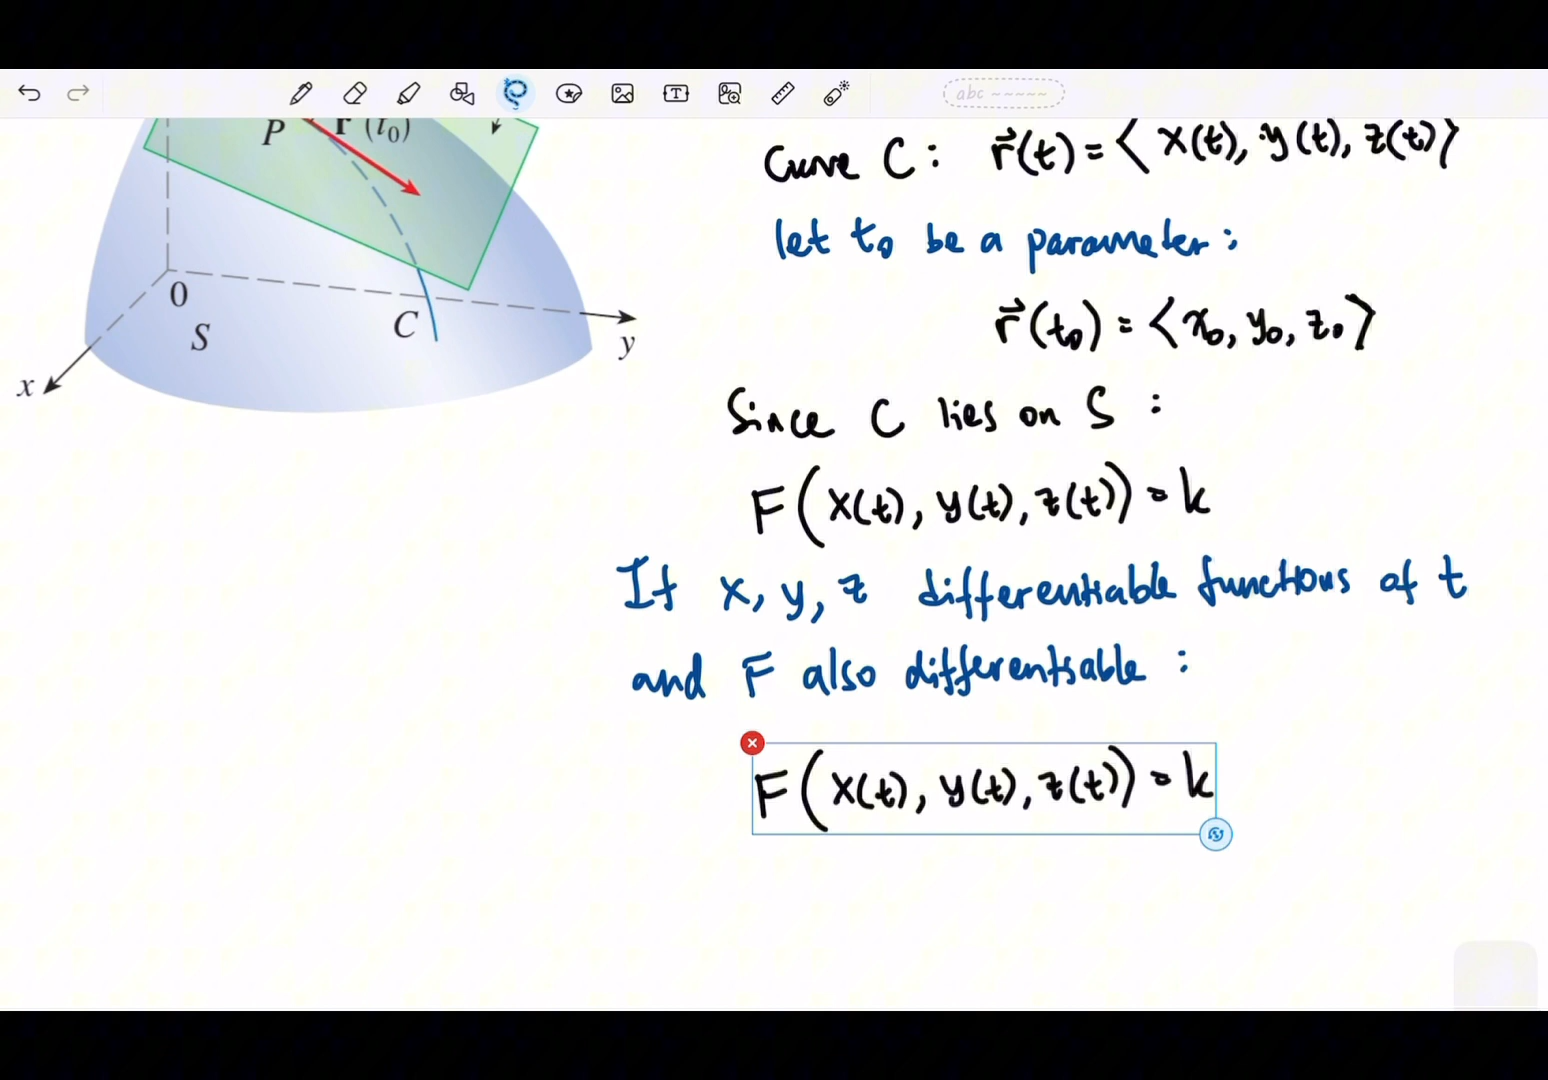 abc ~~~~~
P
r (t₀)
0
S
C
y
x
Curve C : r⃗(t) = ⟨ x(t), y(t), z(t)⟩
let t₀ be a parameter :
r⃗(t₀) = ⟨x₀, y₀, z₀⟩
Since C lies on S :
F(x(t), y(t), z(t)) = k
If x, y, z differentiable functions of t
and F also differentiable :
F(x(t), y(t), z(t)) = k